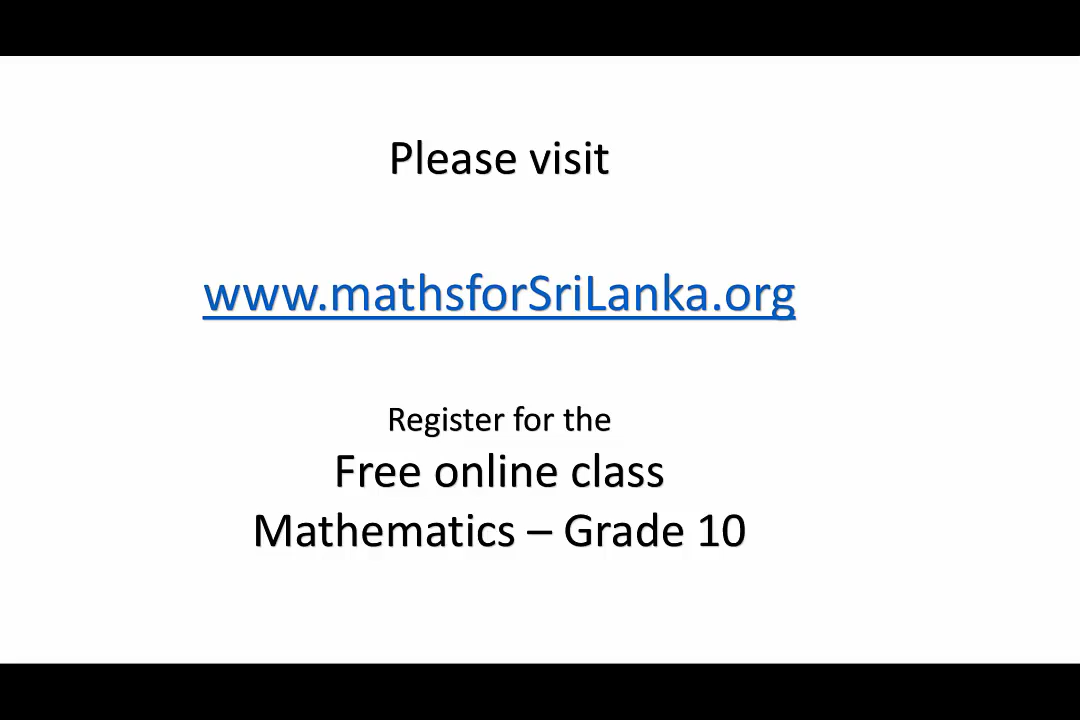 Please visit
www.mathsforSriLanka.org
Register for the
Free online class
Mathematics – Grade 10